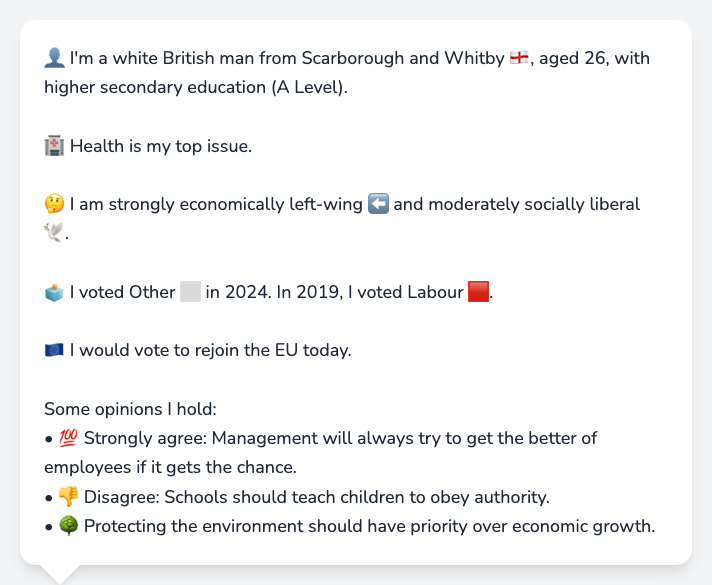 👤 I'm a white British man from Scarborough and Whitby 🏴󠁧󠁢󠁥󠁮󠁧󠁿, aged 26, with
higher secondary education (A Level).
🏥 Health is my top issue.
🤔 I am strongly economically left-wing ⬅️ and moderately socially liberal
🕊️.
🗳️ I voted Other ⬜ in 2024. In 2019, I voted Labour 🟥.
🇪🇺 I would vote to rejoin the EU today.
Some opinions I hold:
• 💯 Strongly agree: Management will always try to get the better of
employees if it gets the chance.
• 👎 Disagree: Schools should teach children to obey authority.
• 🌳 Protecting the environment should have priority over economic growth.